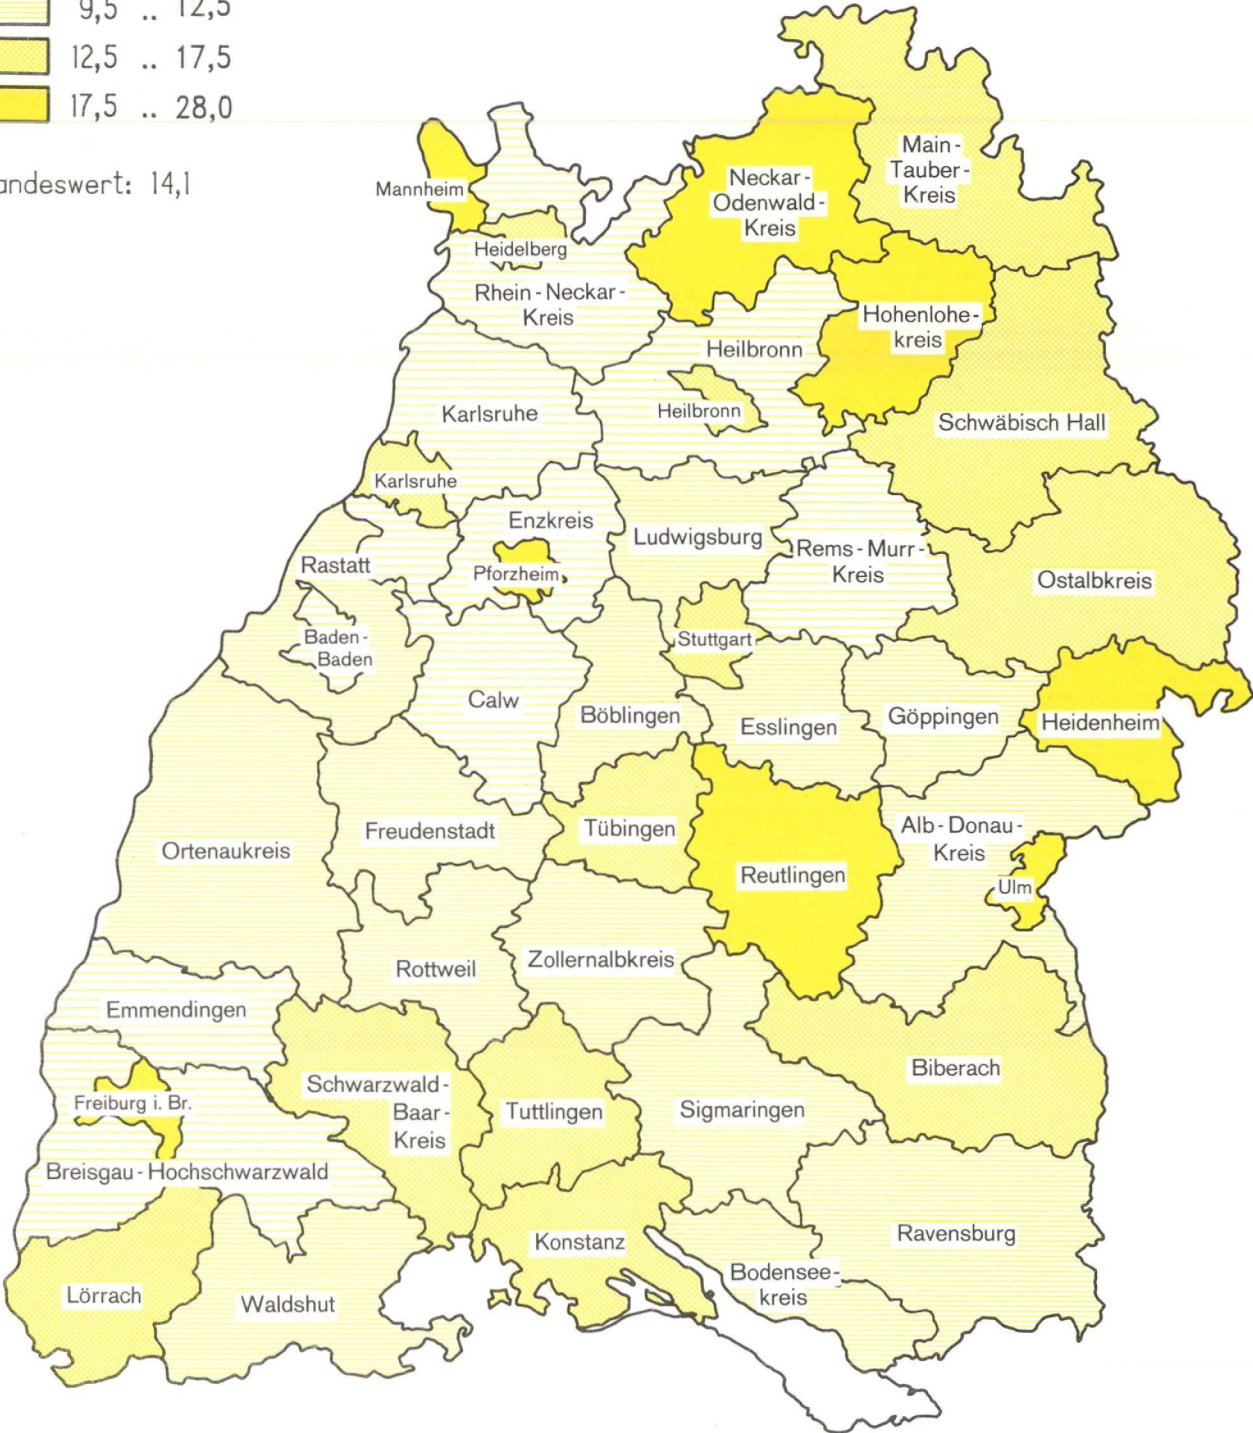 9,5 .. 12,5
12,5 .. 17,5
17,5 .. 28,0
andeswert: 14,1
Main-
Tauber-
Kreis
Neckar-
Odenwald-
Kreis
Mannheim
Heidelberg
Rhein-Neckar-
Kreis
Hohenlohe-
kreis
Heilbronn
Karlsruhe
Heilbronn
Schwäbisch Hall
Karlsruhe
Enzkreis
Ludwigsburg
Rems-Murr-
Kreis
Rastatt
Pforzheim
Ostalbkreis
Baden-
Baden
Stuttgart
Calw
Böblingen
Esslingen
Göppingen
Heidenheim
Freudenstadt
Tübingen
Alb-Donau-
Kreis
Ortenaukreis
Reutlingen
Ulm
Rottweil
Zollernalbkreis
Emmendingen
Biberach
Schwarzwald-
Baar-
Kreis
Freiburg i. Br.
Tuttlingen
Sigmaringen
Breisgau-Hochschwarzwald
Konstanz
Ravensburg
Bodensee-
kreis
Lörrach
Waldshut